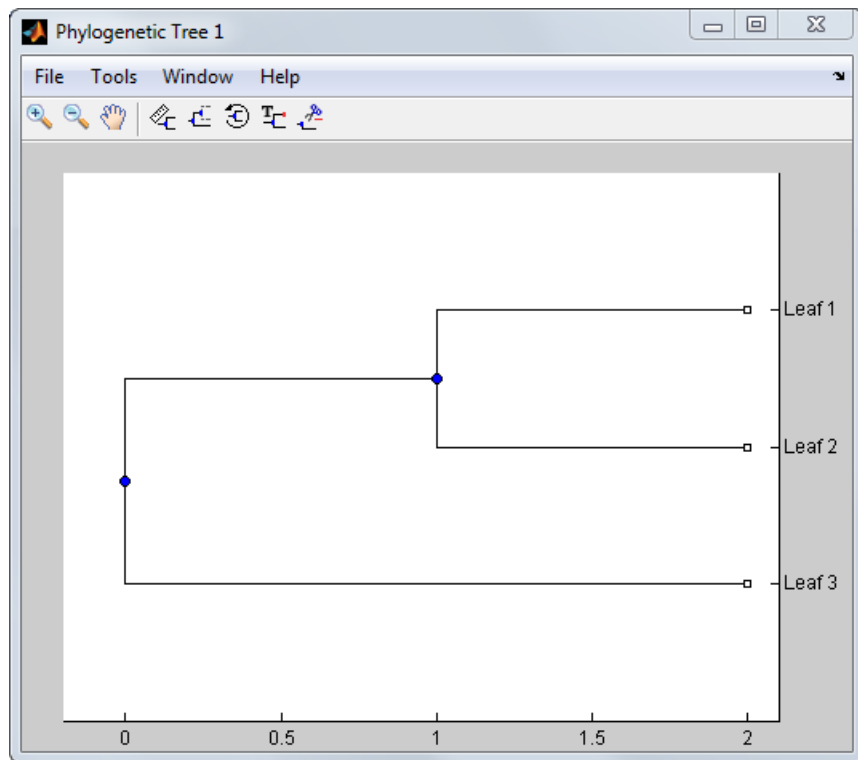 Phylogenetic Tree 1
File Tools Window Help
Leaf 1
Leaf 2
Leaf 3
0 0.5 1 1.5 2